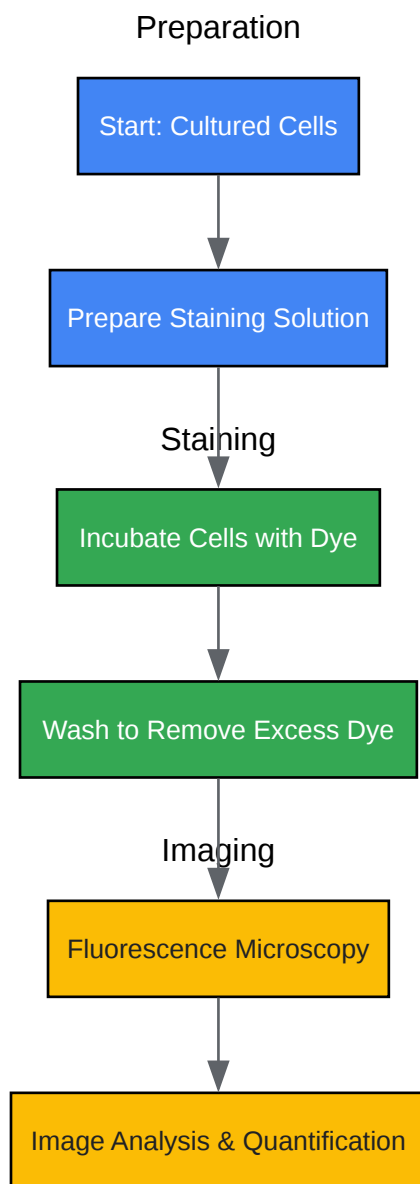 Preparation
Start: Cultured Cells
Prepare Staining Solution
Staining
Incubate Cells with Dye
Wash to Remove Excess Dye
Imaging
Fluorescence Microscopy
Image Analysis & Quantification